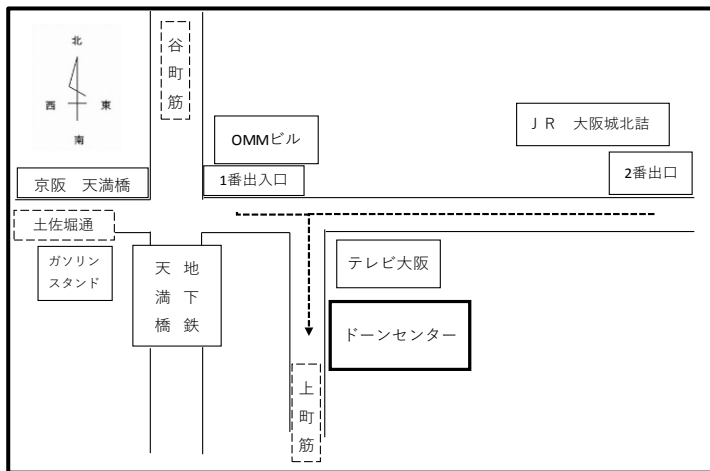 北
西
東
南
谷町筋
OMMビル
ＪＲ　大阪城北詰
京阪　天満橋
1番出入口
2番出口
土佐堀通
ガソリン
スタンド
地下鉄
天満橋
テレビ大阪
ドーンセンター
上町筋